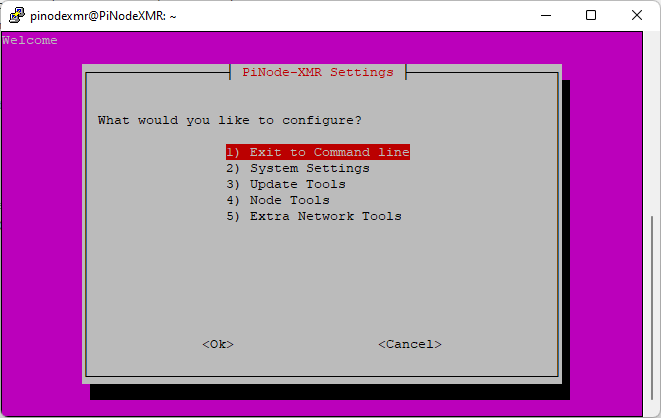 pinodexmr@PiNodeXMR: ~
Welcome
PiNode-XMR Settings
What would you like to configure?
1) Exit to Command line
2) System Settings
3) Update Tools
4) Node Tools
5) Extra Network Tools
<Ok> <Cancel>